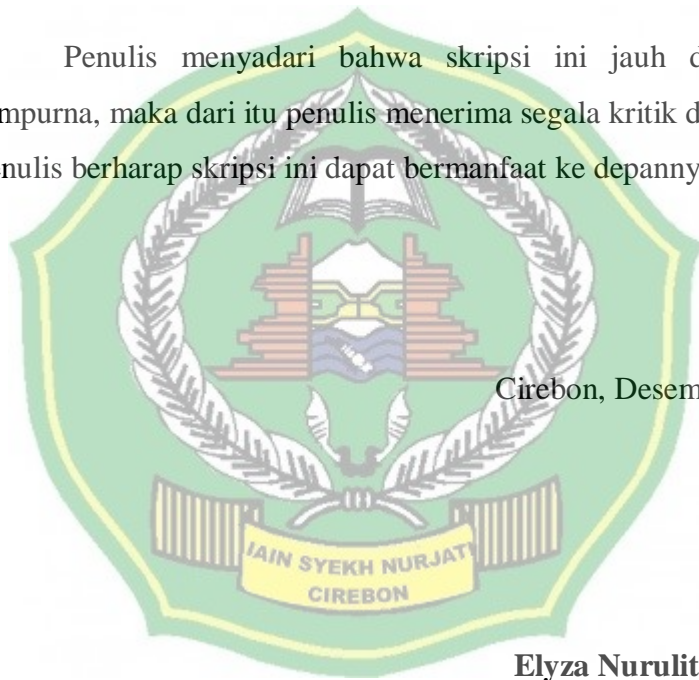 Penulis menyadari bahwa skripsi ini jauh d
mpurna, maka dari itu penulis menerima segala kritik d
nulis berharap skripsi ini dapat bermanfaat ke depanny
Cirebon, Desem
IAIN SYEKH NURJATI
CIREBON
Elyza Nurulit